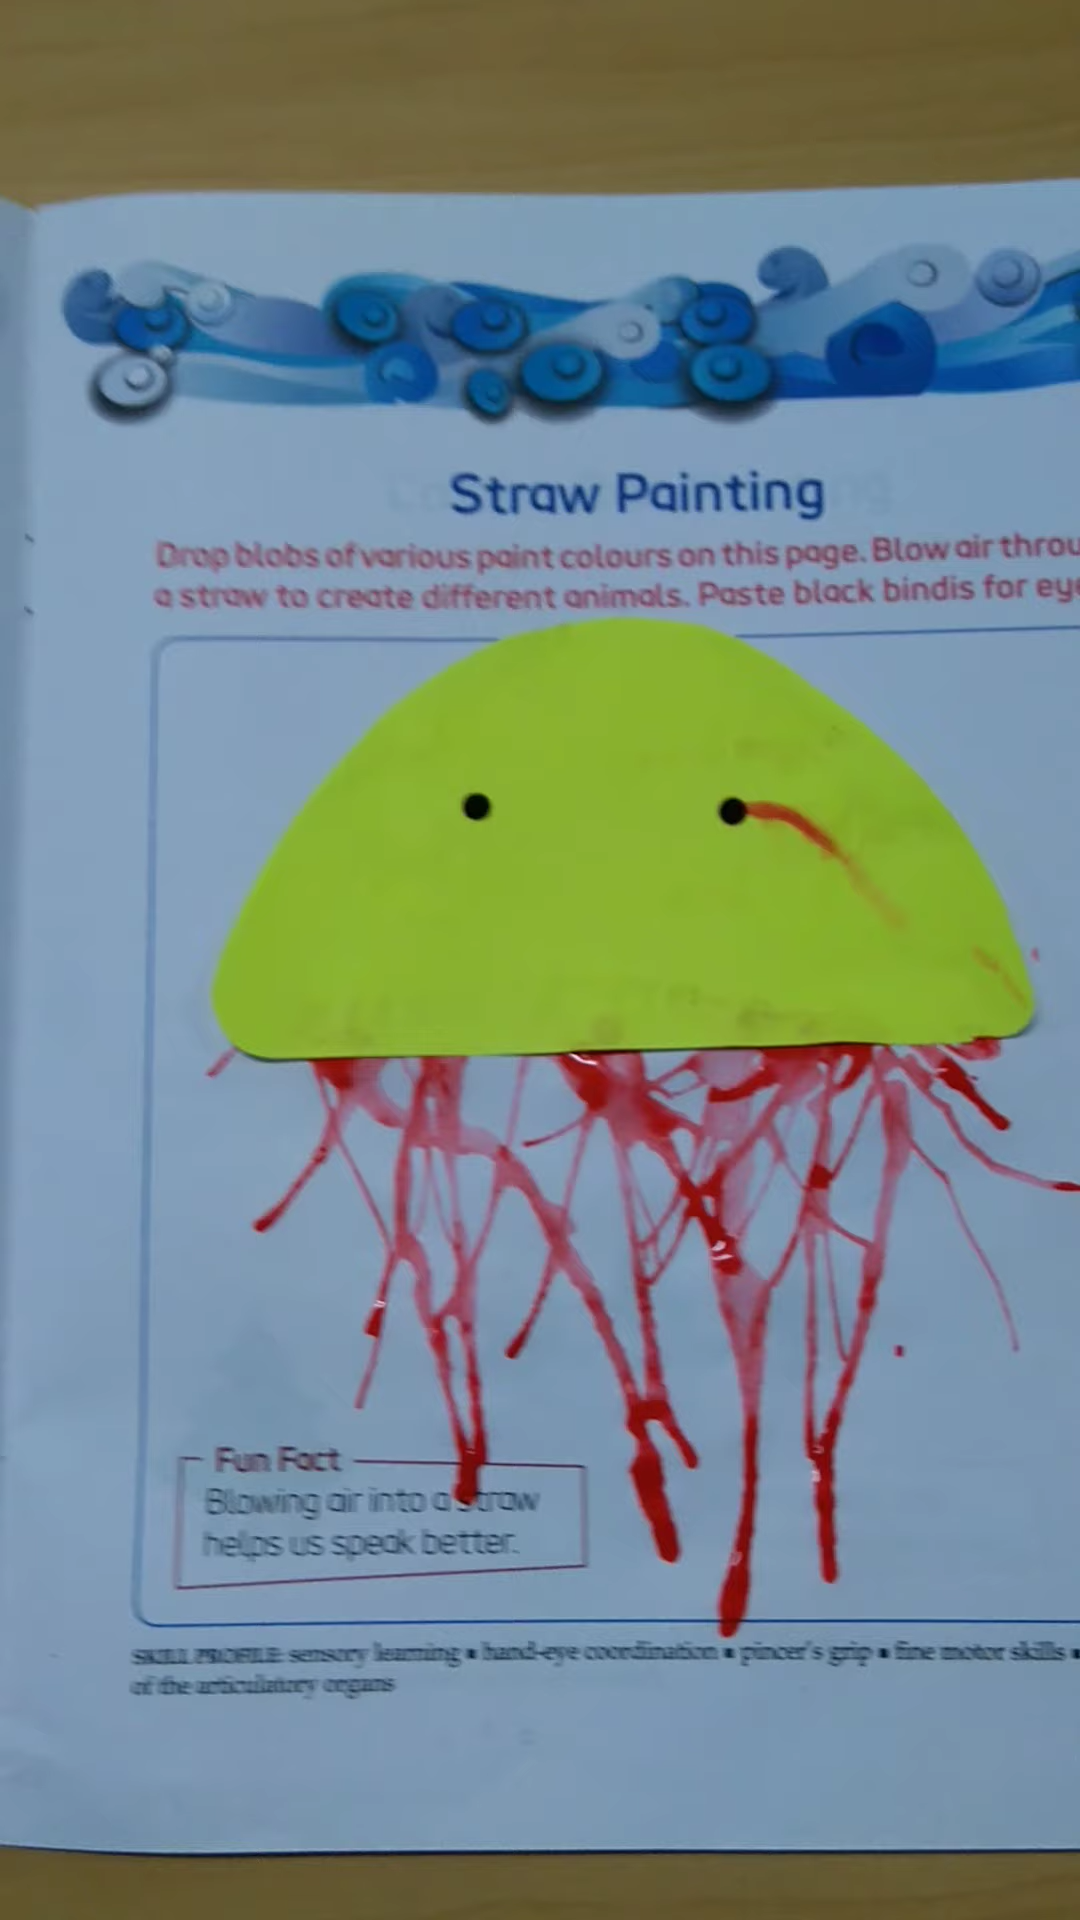 Straw Painting
Drop blobs of various paint colours on this page. Blow air throu
a straw to create different animals. Paste black bindis for eye
Fun Fact
Blowing air into a straw
helps us speak better.
SKILL PROFILE: sensory learning ▪ hand-eye coordination ▪ pincer's grip ▪ fine motor skills ▪
of the articulatory organs